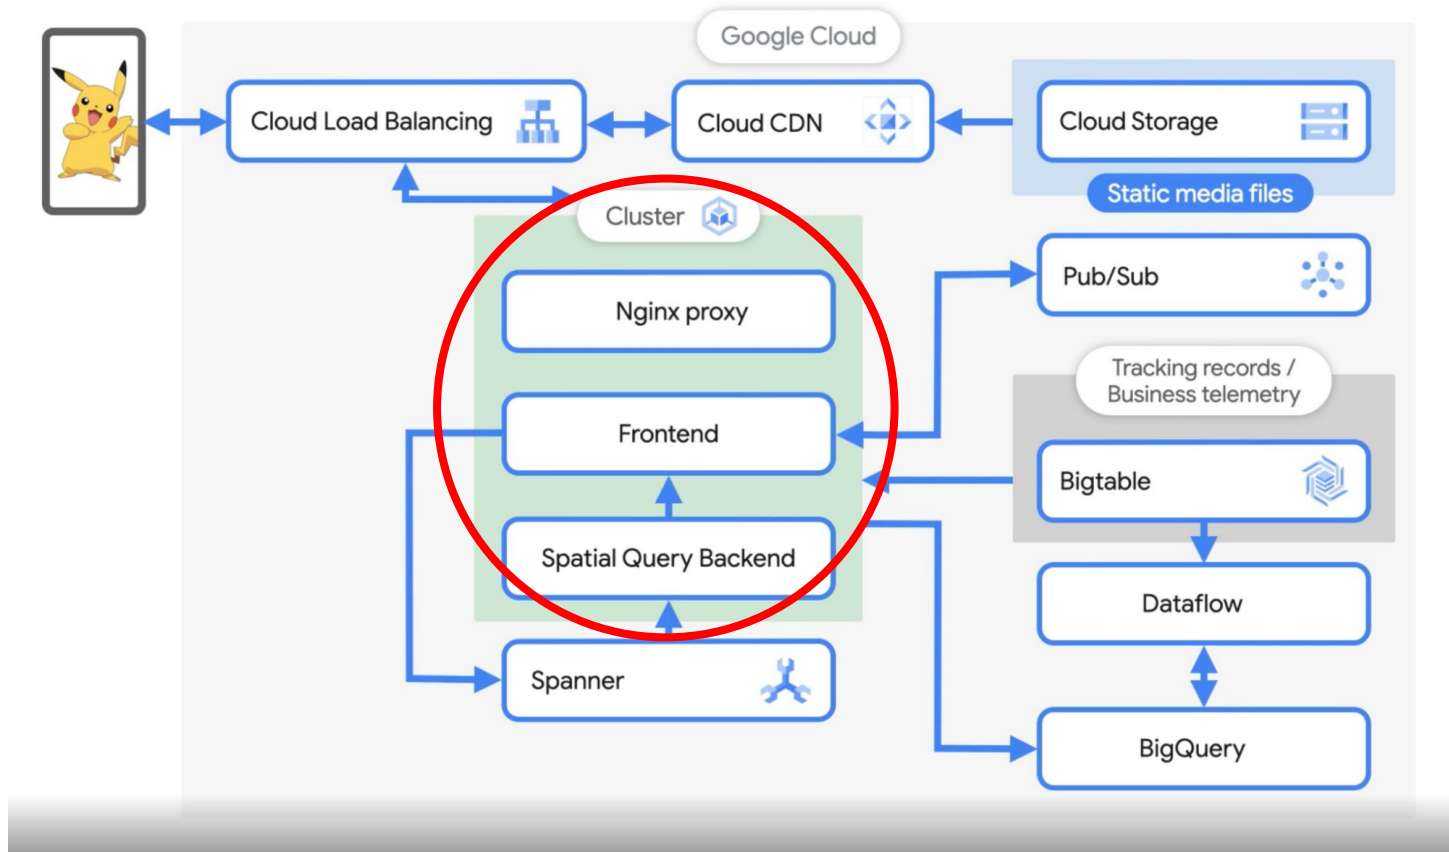 Google Cloud
Cloud Load Balancing
Cloud CDN
Cloud Storage
Static media files
Cluster
Nginx proxy
Pub/Sub
Tracking records /
Business telemetry
Frontend
Bigtable
Spatial Query Backend
Dataflow
Spanner
BigQuery